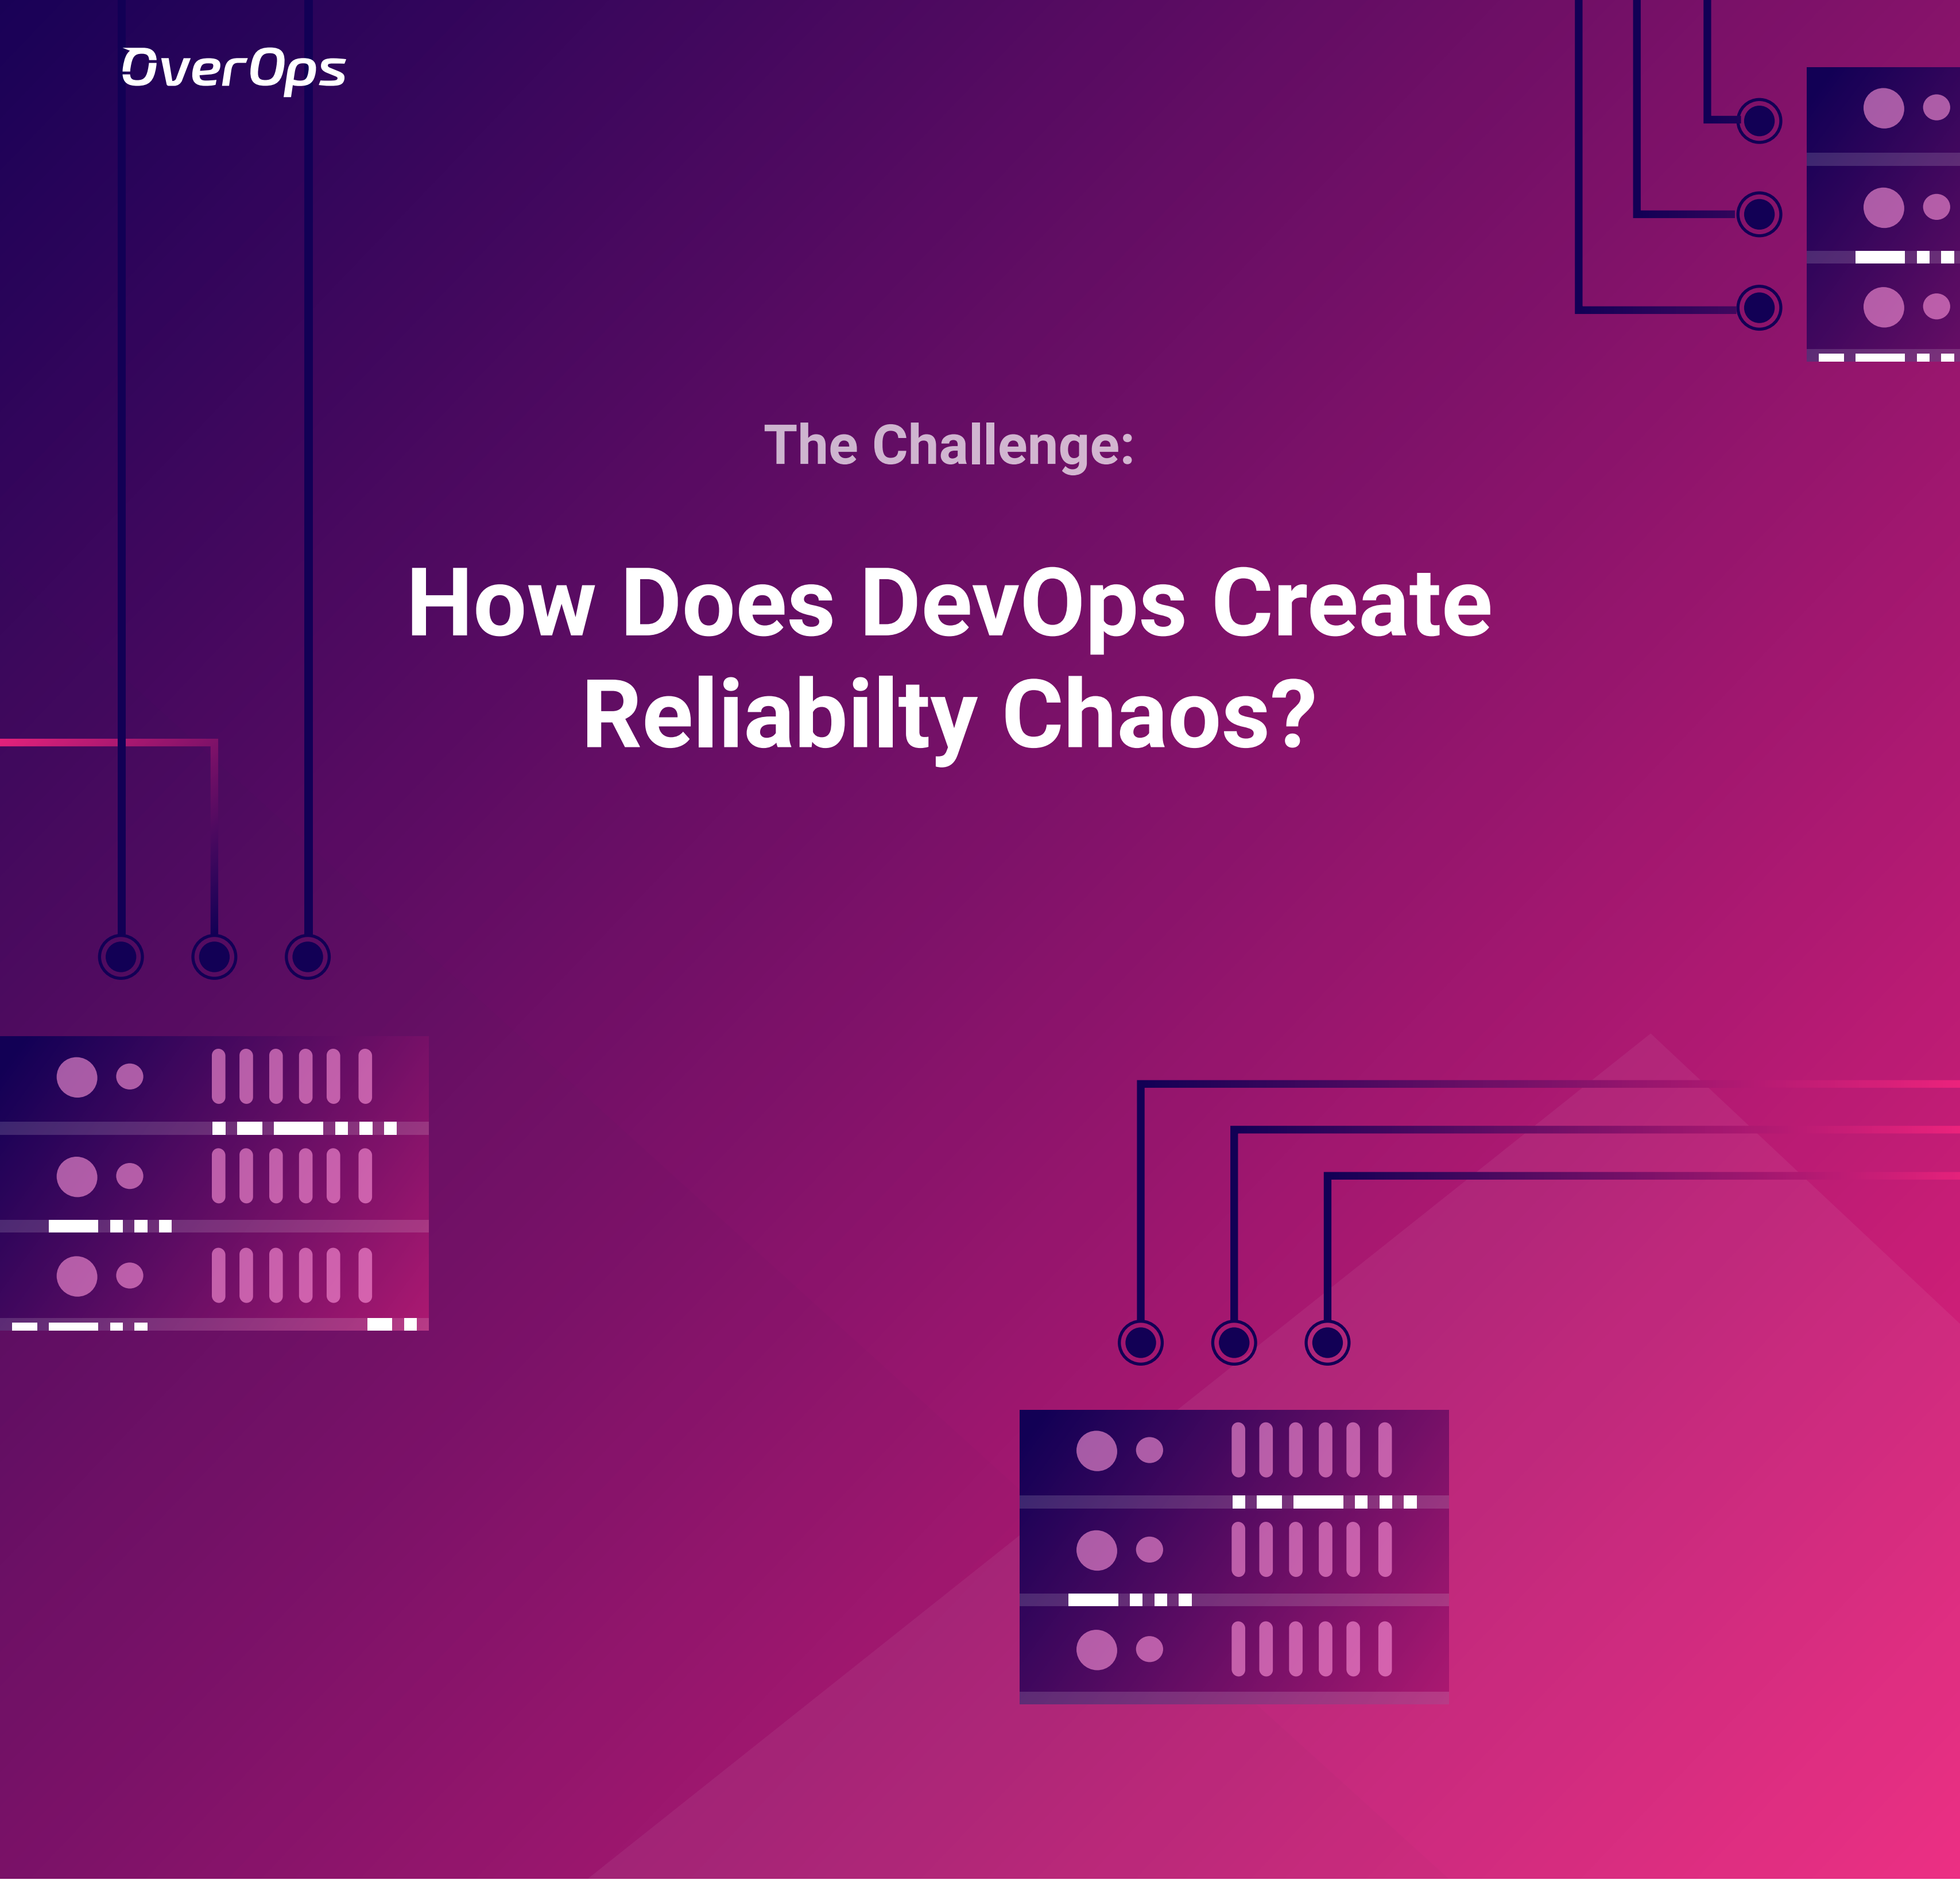 OverOps
The Challenge:
How Does DevOps Create
Reliabilty Chaos?